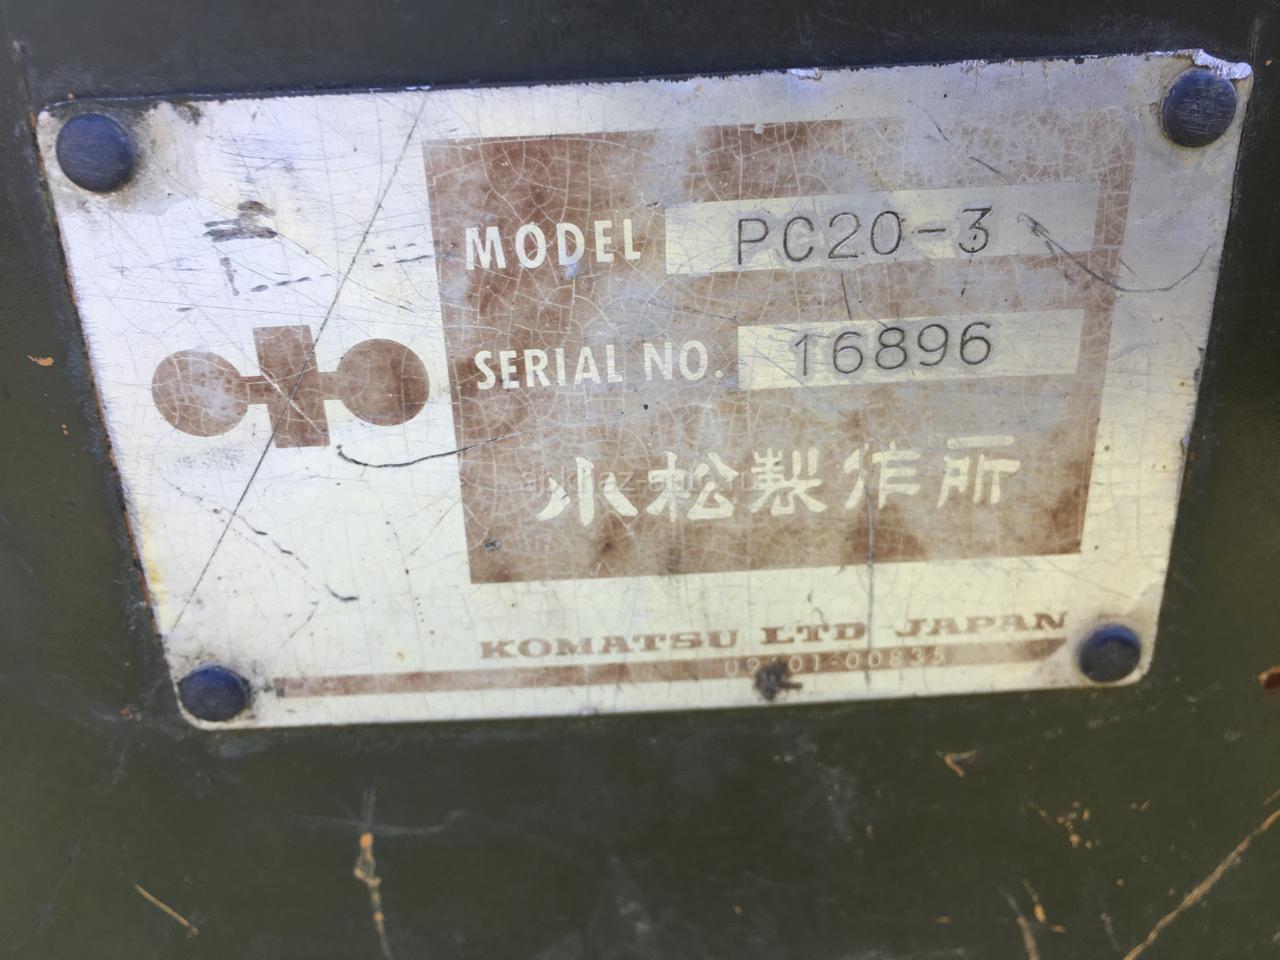 MODEL PC20-3
SERIAL NO. 16896
小松製作所
KOMATSU LTD JAPAN